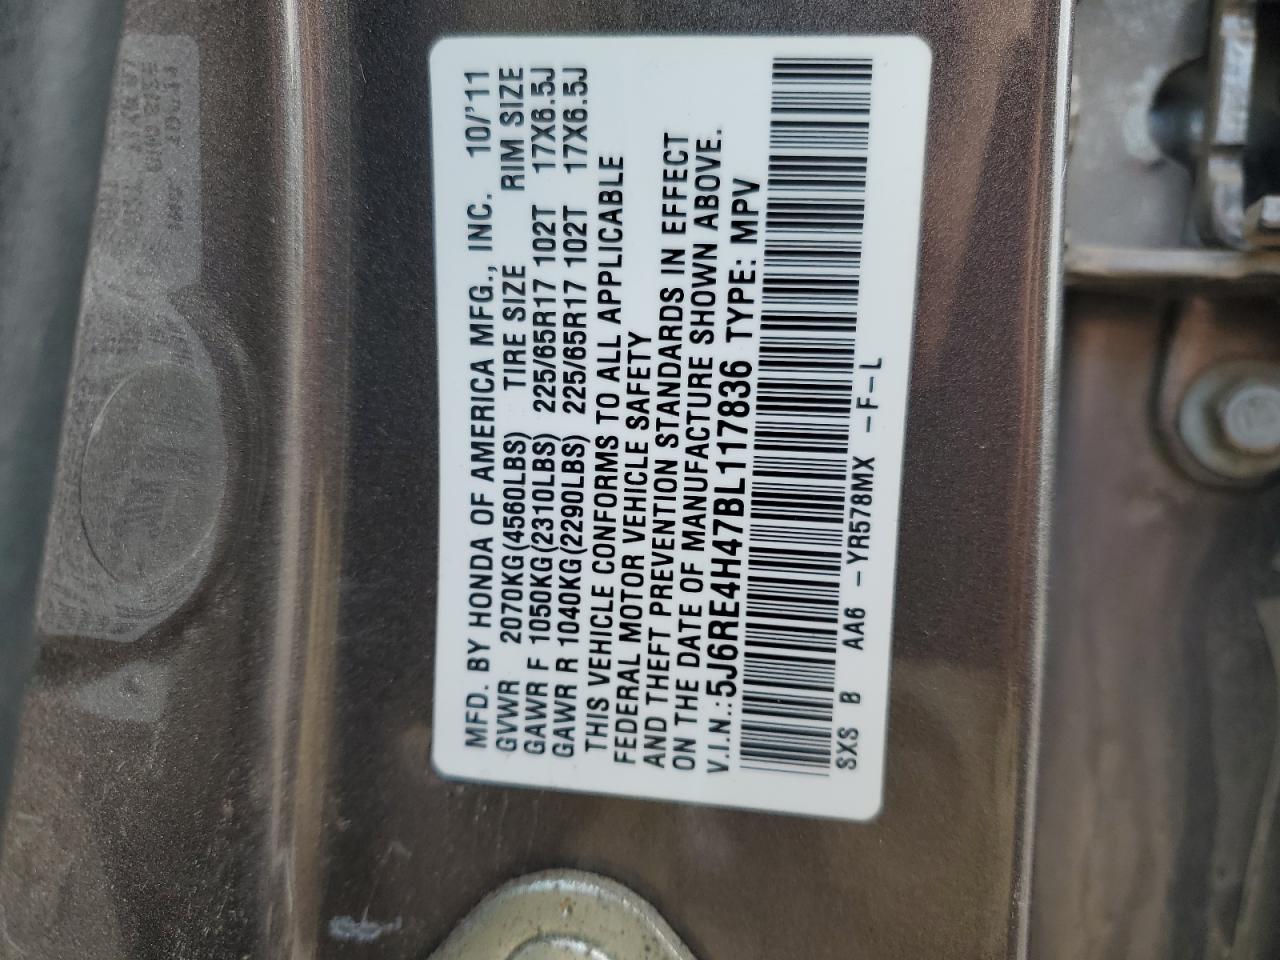 MFD. BY HONDA OF AMERICA MFG., INC. 10/'11
GVWR 2070KG(4560LBS) TIRE SIZE RIM SIZE
GAWR F 1050KG(2310LBS) 225/65R17 102T 17X6.5J
GAWR R 1040KG(2290LBS) 225/65R17 102T 17X6.5J
THIS VEHICLE CONFORMS TO ALL APPLICABLE
FEDERAL MOTOR VEHICLE SAFETY
AND THEFT PREVENTION STANDARDS IN EFFECT
ON THE DATE OF MANUFACTURE SHOWN ABOVE.
V.I.N.:5J6RE4H47BL117836 TYPE: MPV
SXS B AA6 -YR578MX -F-L